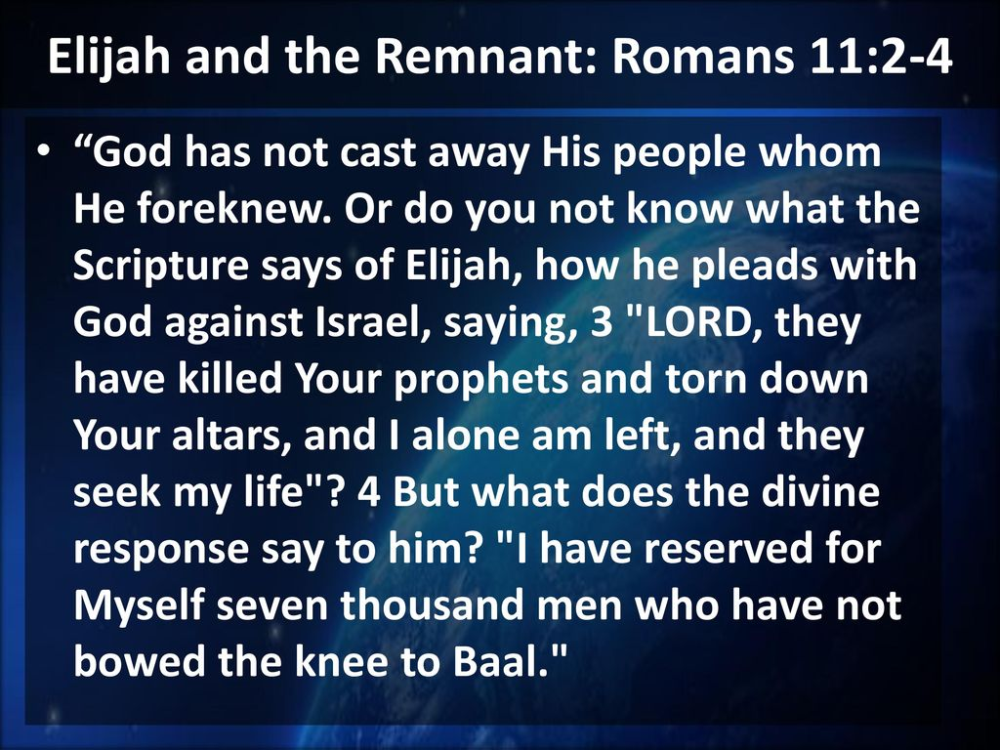 Elijah and the Remnant: Romans 11:2-4
• “God has not cast away His people whom
He foreknew. Or do you not know what the
Scripture says of Elijah, how he pleads with
God against Israel, saying, 3 "LORD, they
have killed Your prophets and torn down
Your altars, and I alone am left, and they
seek my life"? 4 But what does the divine
response say to him? "I have reserved for
Myself seven thousand men who have not
bowed the knee to Baal."